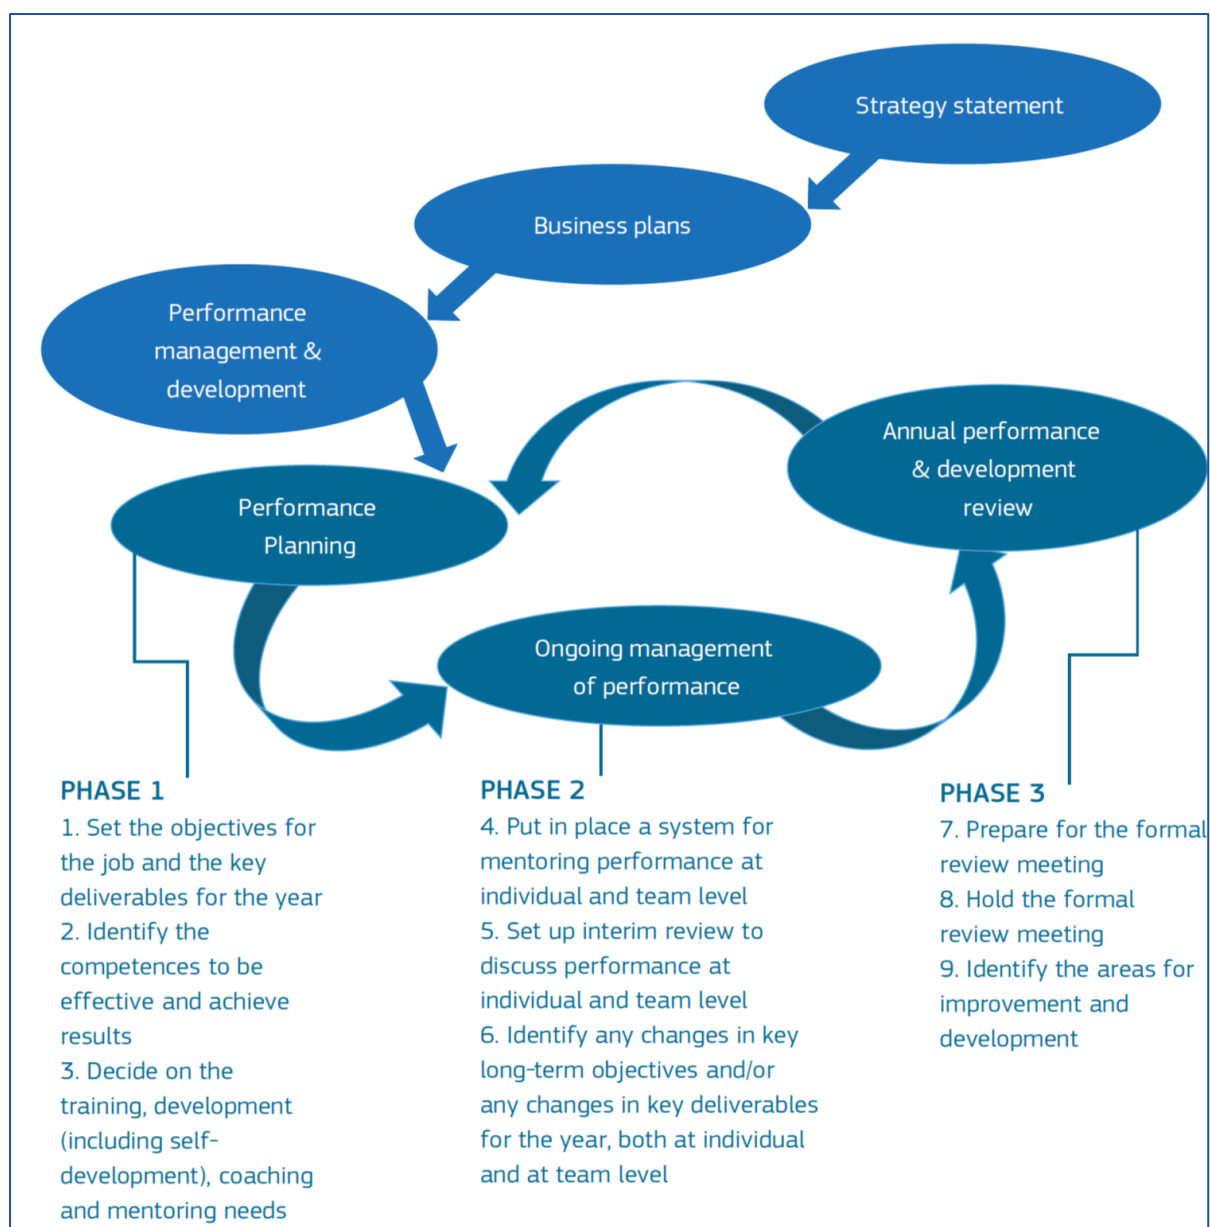 Strategy statement
Business plans
Performance
management &
development
Annual performance
& development
review
Performance
Planning
Ongoing management
of performance
PHASE 1
1. Set the objectives for
the job and the key
deliverables for the year
2. Identify the
competences to be
effective and achieve
results
3. Decide on the
training, development
(including self-
development), coaching
and mentoring needs
PHASE 2
4. Put in place a system for
mentoring performance at
individual and team level
5. Set up interim review to
discuss performance at
individual and team level
6. Identify any changes in key
long-term objectives and/or
any changes in key deliverables
for the year, both at individual
and at team level
PHASE 3
7. Prepare for the formal
review meeting
8. Hold the formal
review meeting
9. Identify the areas for
improvement and
development